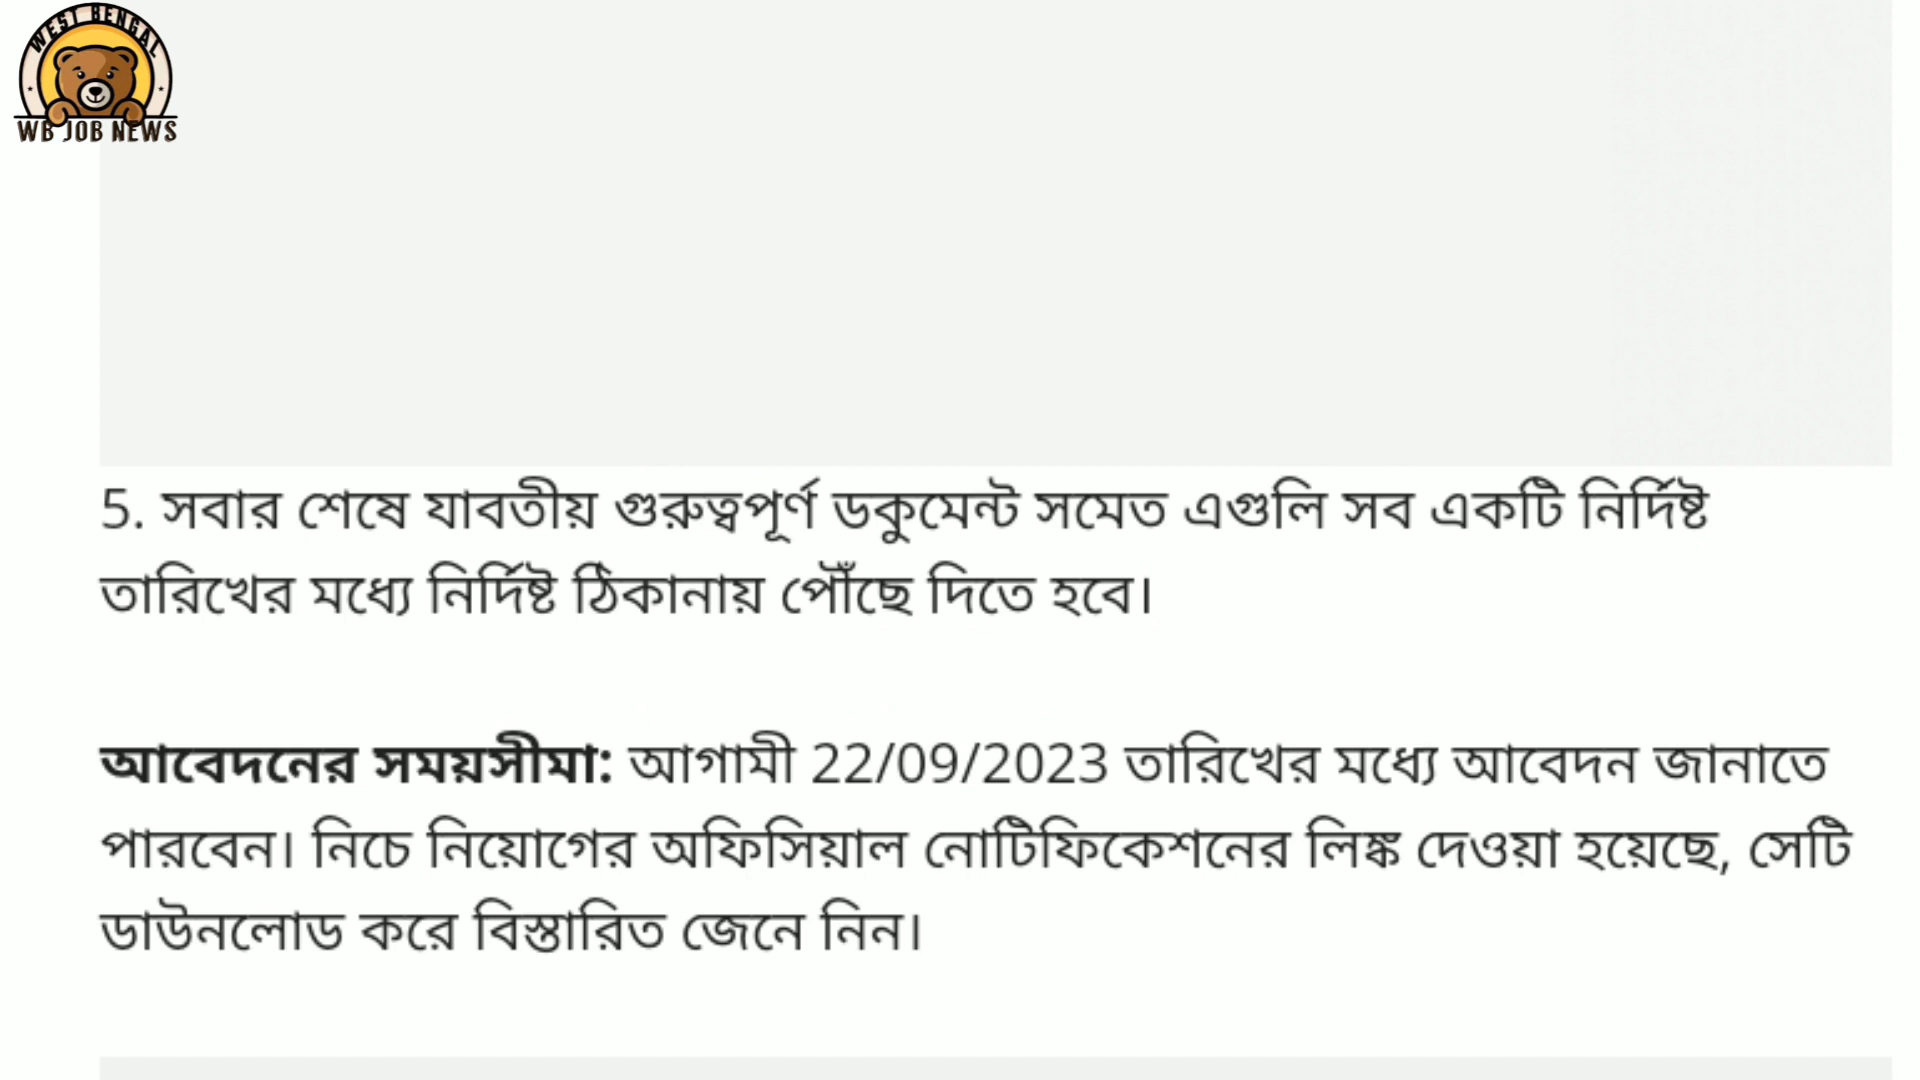 WEST BENGAL
WB JOB NEWS
5. সবার শেষে যাবতীয় গুরুত্বপূর্ণ ডকুমেন্ট সমেত এগুলি সব একটি নির্দিষ্ট
তারিখের মধ্যে নির্দিষ্ট ঠিকানায় পৌঁছে দিতে হবে।
আবেদনের সময়সীমা: আগামী 22/09/2023 তারিখের মধ্যে আবেদন জানাতে
পারবেন। নিচে নিয়োগের অফিসিয়াল নোটিফিকেশনের লিঙ্ক দেওয়া হয়েছে, সেটি
ডাউনলোড করে বিস্তারিত জেনে নিন।